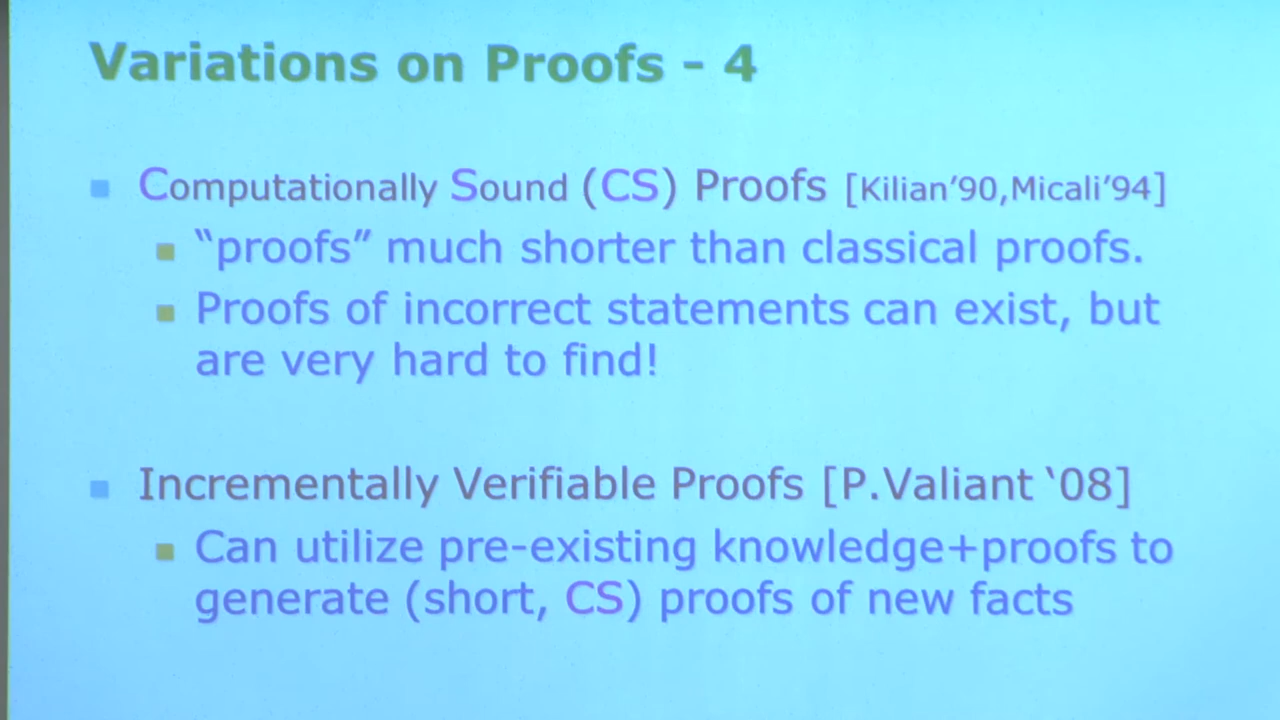 Variations on Proofs - 4
Computationally Sound (CS) Proofs [Kilian’90,Micali’94]
“proofs” much shorter than classical proofs.
Proofs of incorrect statements can exist, but
are very hard to find!
Incrementally Verifiable Proofs [P.Valiant ‘08]
Can utilize pre-existing knowledge+proofs to
generate (short, CS) proofs of new facts